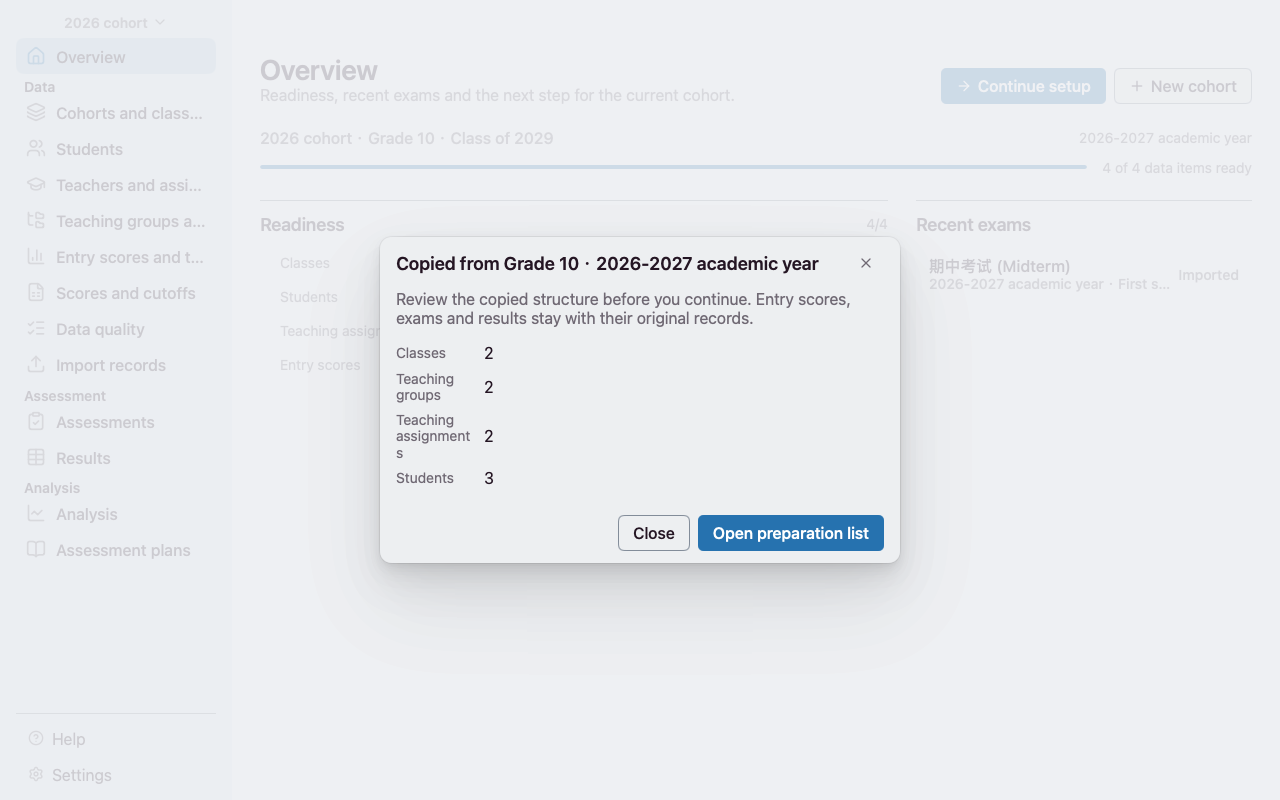 2026 cohort
Overview
Data
Cohorts and class...
Students
Teachers and assi...
Teaching groups a...
Entry scores and t...
Scores and cutoffs
Data quality
Import records
Assessment
Assessments
Results
Analysis
Analysis
Assessment plans
Help
Settings
Overview
Readiness, recent exams and the next step for the current cohort.
Continue setup
New cohort
2026 cohort · Grade 10 · Class of 2029
2026-2027 academic year
4 of 4 data items ready
Readiness
4/4
Classes
Students
Teaching assign
Entry scores
Recent exams
期中考试 (Midterm)
2026-2027 academic year · First s...
Imported
Copied from Grade 10 · 2026-2027 academic year
Review the copied structure before you continue. Entry scores,
exams and results stay with their original records.
Classes 2
Teaching
groups 2
Teaching
assignment
s 2
Students 3
Close
Open preparation list